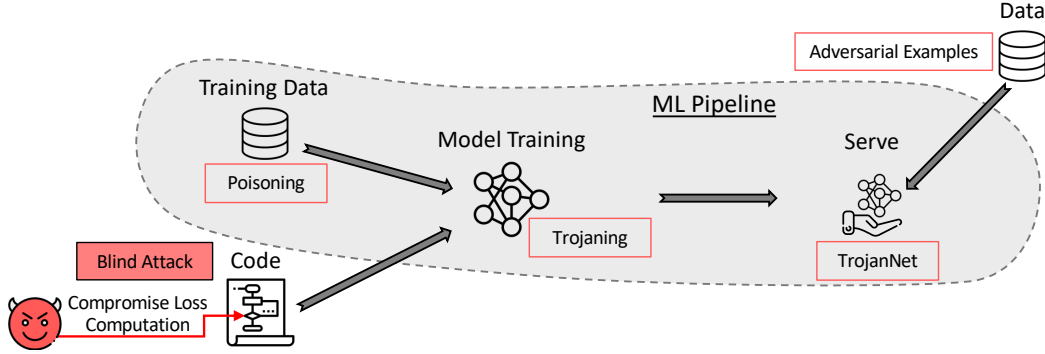 Data
Adversarial Examples
Training Data
ML Pipeline
Model Training
Serve
Poisoning
Trojaning
TrojanNet
Blind Attack
Code
Compromise Loss
Computation